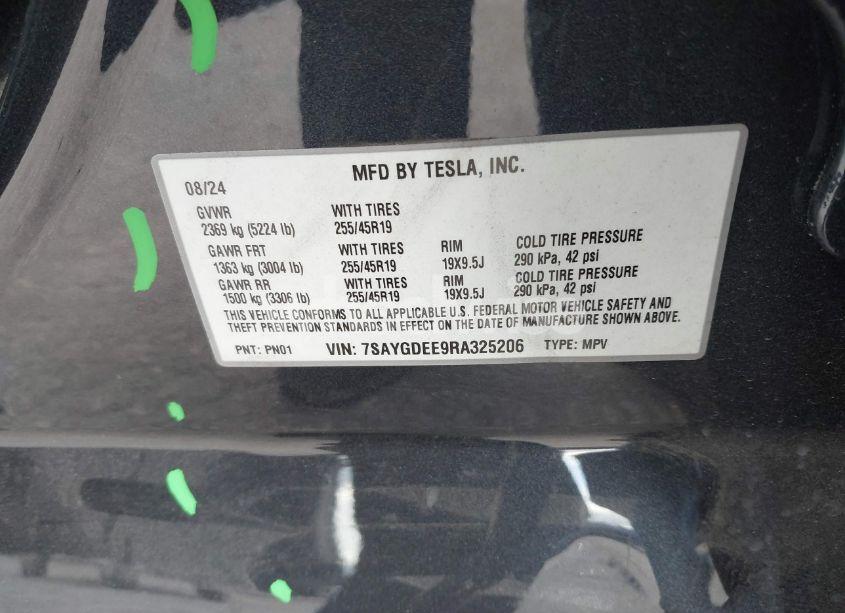 MFD BY TESLA, INC.
08/24
GVWR WITH TIRES
2369 kg (5224 lb) 255/45R19
GAWR FRT WITH TIRES RIM COLD TIRE PRESSURE
1363 kg (3004 lb) 255/45R19 19X9.5J 290 kPa, 42 psi
GAWR RR WITH TIRES RIM COLD TIRE PRESSURE
1500 kg (3306 lb) 255/45R19 19X9.5J 290 kPa, 42 psi
THIS VEHICLE CONFORMS TO ALL APPLICABLE U.S. FEDERAL MOTOR VEHICLE SAFETY AND
THEFT PREVENTION STANDARDS IN EFFECT ON THE DATE OF MANUFACTURE SHOWN ABOVE.
PNT: PN01 VIN: 7SAYGDEE9RA325206 TYPE: MPV